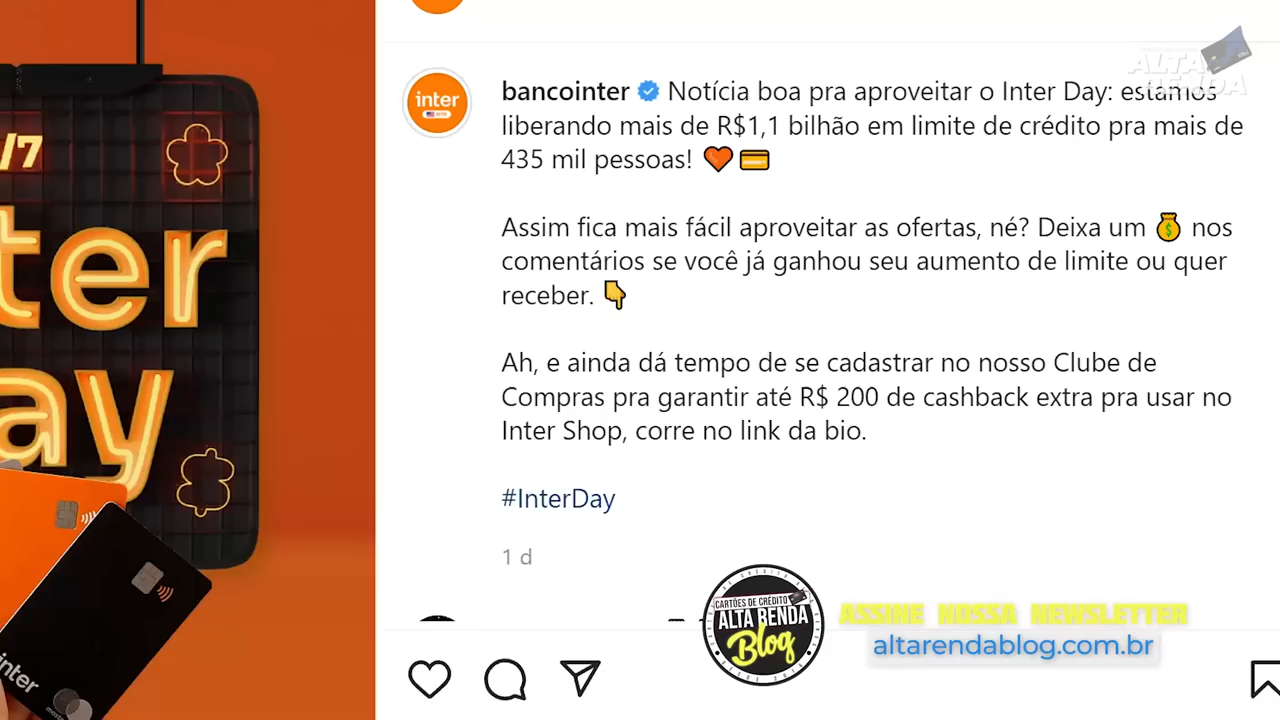 /7
ter
ay
inter
inter
bancointer Notícia boa pra aproveitar o Inter Day: estamos
liberando mais de R$1,1 bilhão em limite de crédito pra mais de
435 mil pessoas! 🧡💳
Assim fica mais fácil aproveitar as ofertas, né? Deixa um 💰 nos
comentários se você já ganhou seu aumento de limite ou quer
receber. 👇
Ah, e ainda dá tempo de se cadastrar no nosso Clube de
Compras pra garantir até R$ 200 de cashback extra pra usar no
Inter Shop, corre no link da bio.
#InterDay
1 d
ALTA
RENDA
CARTÕES DE CRÉDITO
ALTA RENDA
Blog
ASSINE NOSSA NEWSLETTER
altarendablog.com.br